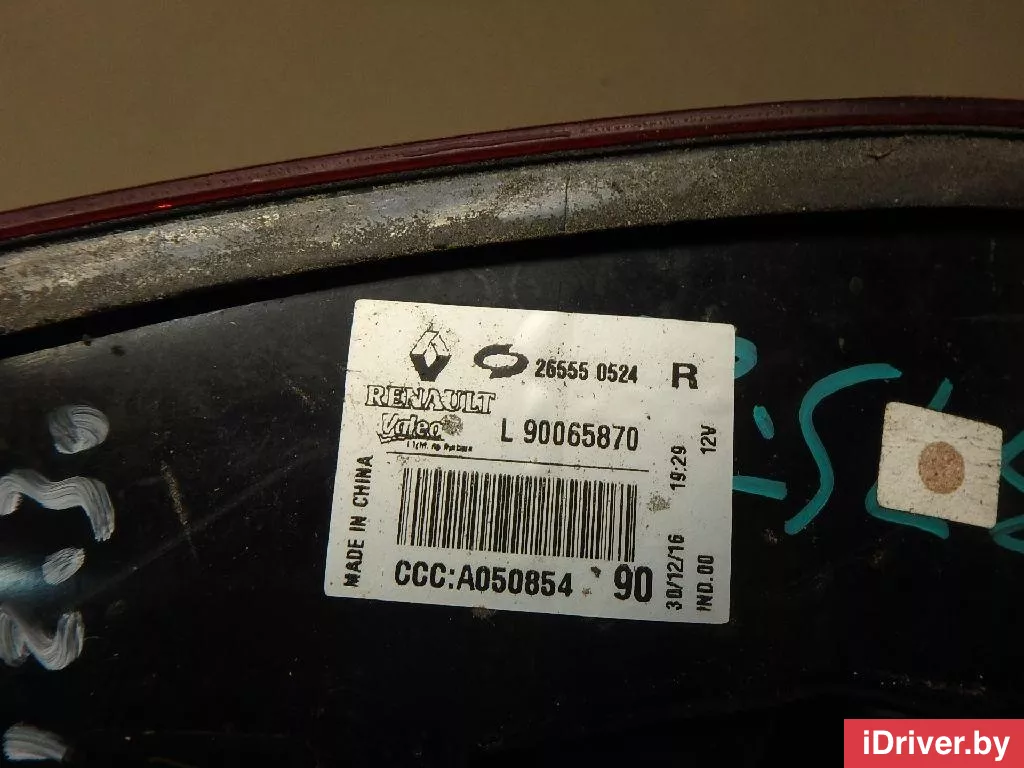 26555 0524 R
RENAULT
Valeo
L 90065870
MADE IN CHINA
CCC:A050854 90
30/12/16 19:29
IND.00 12V
iDriver.by